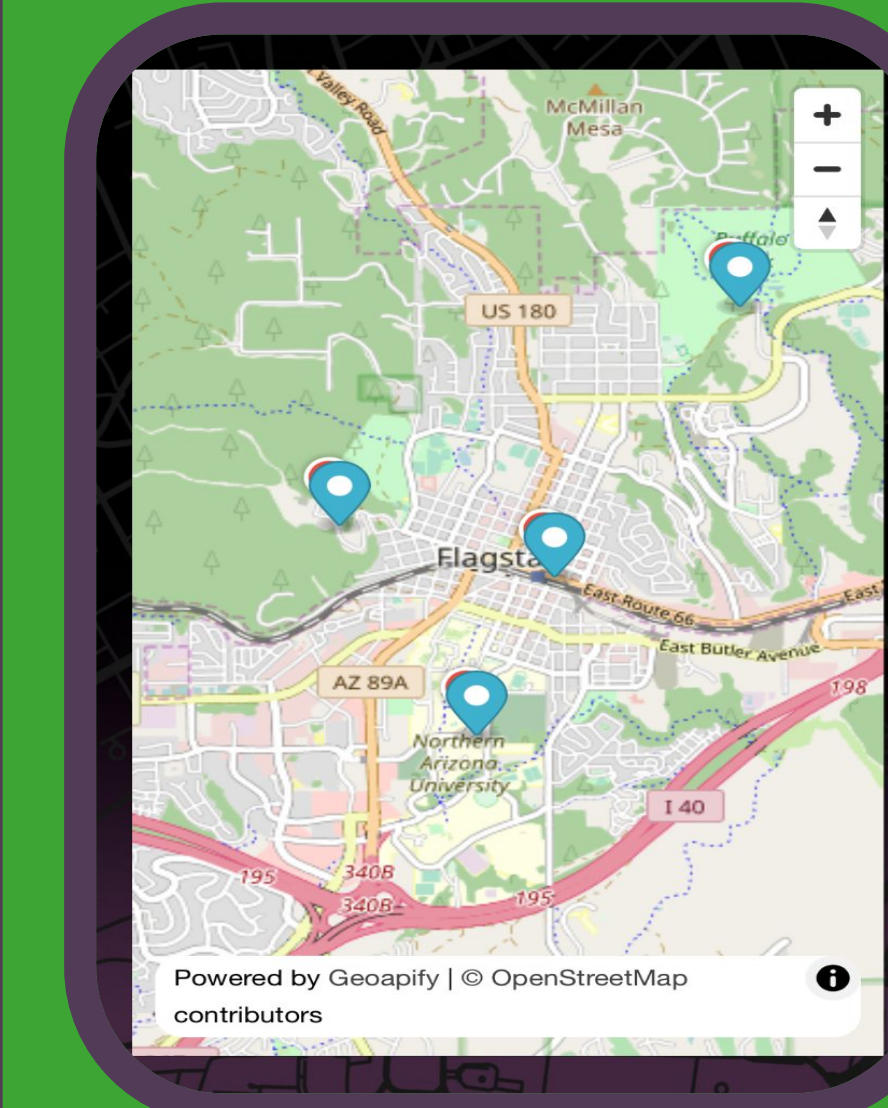 Valley Road
McMillan
Mesa
+
−
Buffalo
US 180
Flagsta
East Route 66
East
East Butler Avenue
AZ 89A
198
Northern
Arizona
University
I 40
195
340B
340B
195
Powered by Geoapify | © OpenStreetMap
contributors